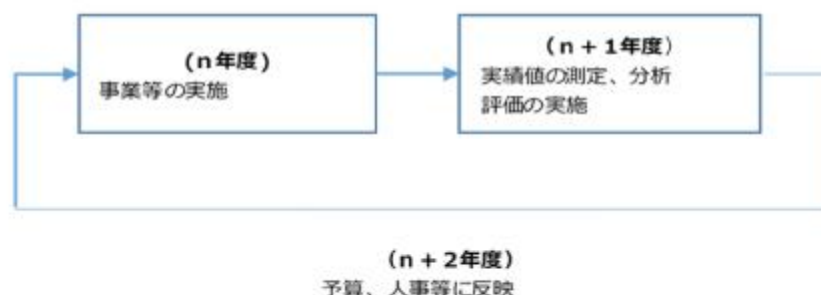 (n年度)
事業等の実施
(n + 1年度)
実績値の測定、分析
評価の実施
(n + 2年度)
予算、人事等に反映